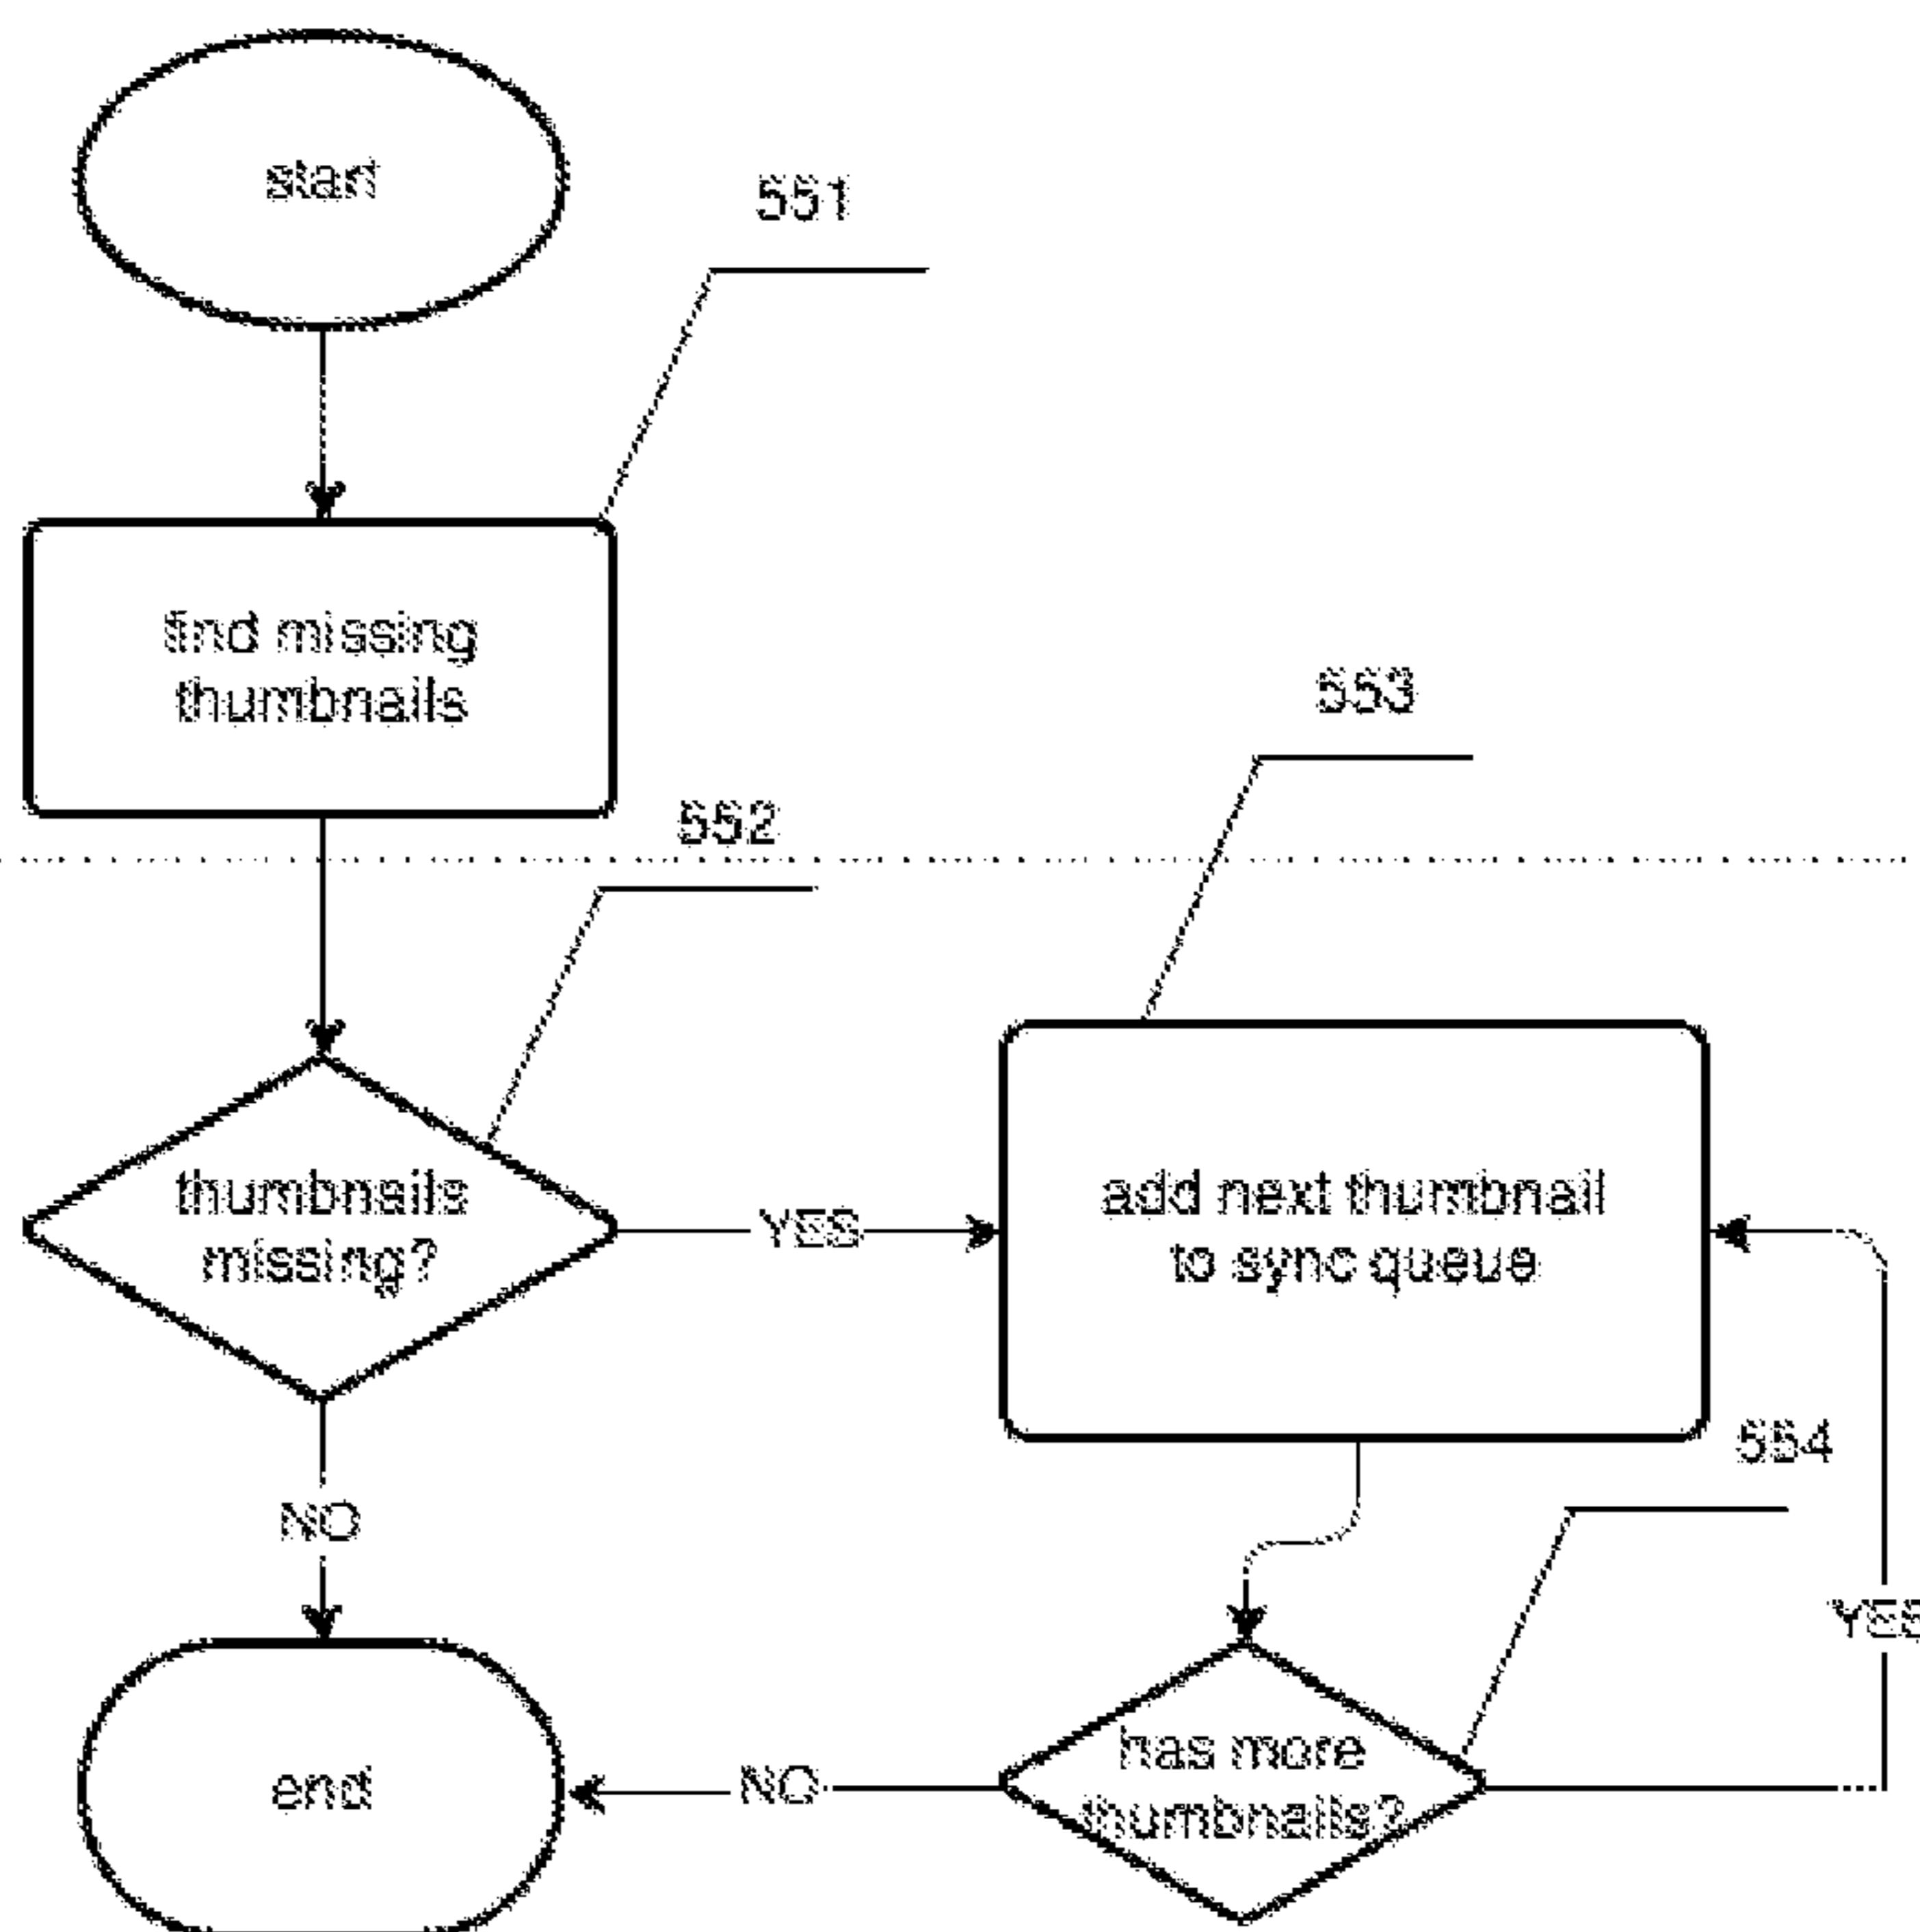 start
551
find missing
thumbnails
553
552
thumbnails
missing?
YES
add next thumbnail
to sync queue
554
NO
YES
has more
thumbnails?
NO
end